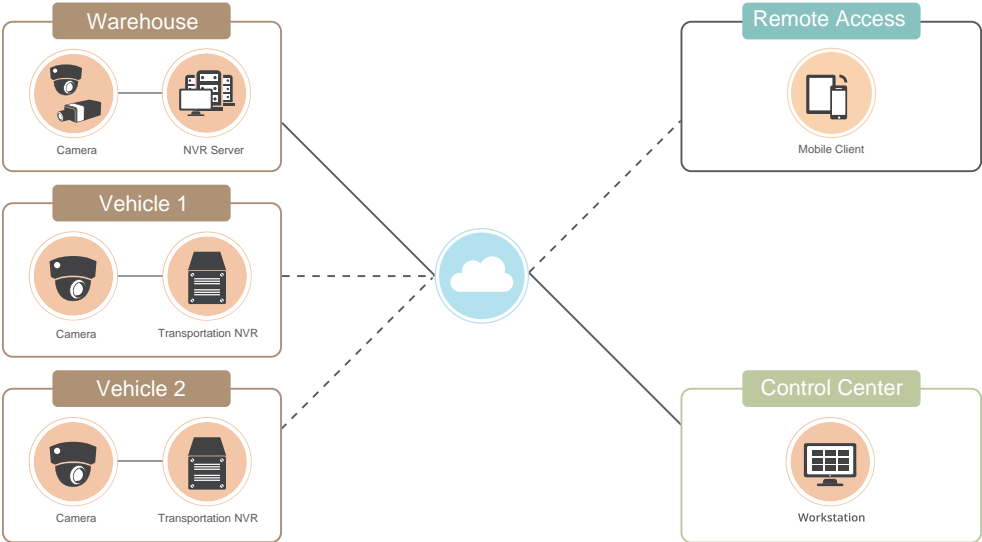 Warehouse
Camera
NVR Server
Vehicle 1
Camera
Transportation NVR
Vehicle 2
Camera
Transportation NVR
Remote Access
Mobile Client
Control Center
Workstation